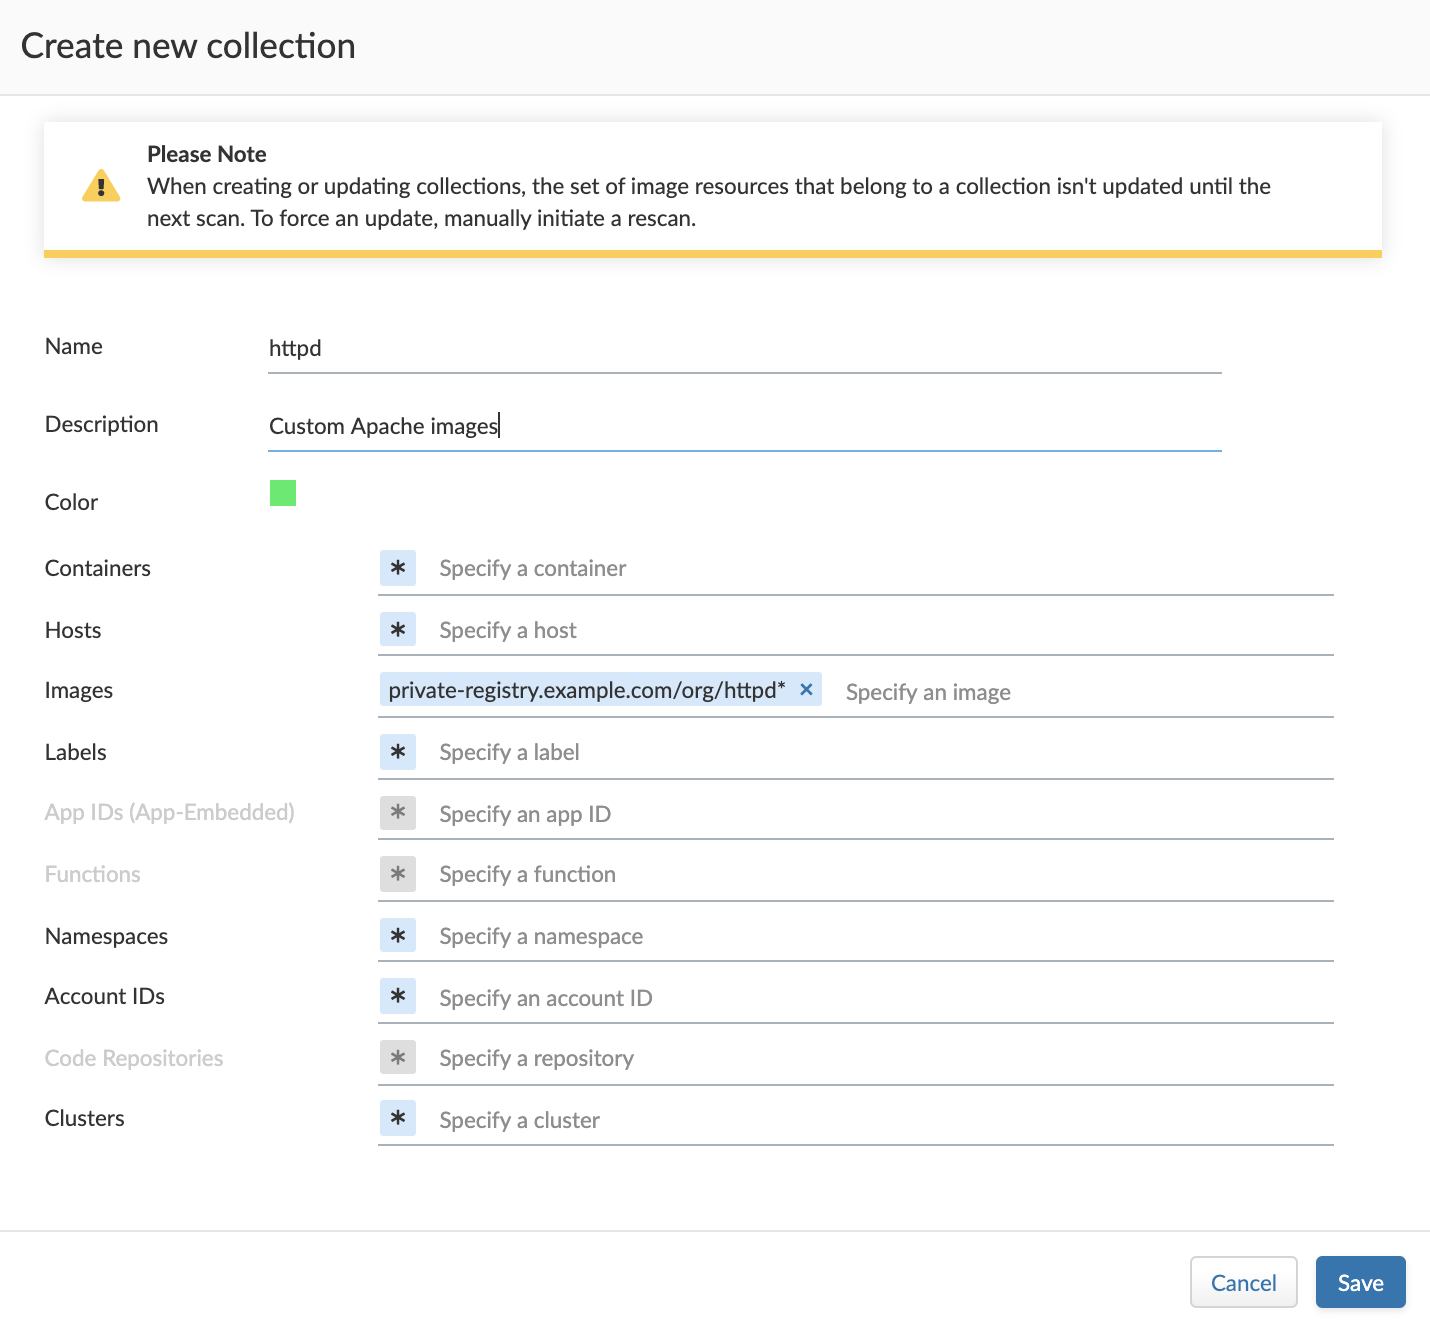 Create new collection
Please Note
When creating or updating collections, the set of image resources that belong to a collection isn't updated until the
next scan. To force an update, manually initiate a rescan.
Name httpd
Description Custom Apache images
Color
Containers * Specify a container
Hosts * Specify a host
Images private-registry.example.com/org/httpd* × Specify an image
Labels * Specify a label
App IDs (App-Embedded) * Specify an app ID
Functions * Specify a function
Namespaces * Specify a namespace
Account IDs * Specify an account ID
Code Repositories * Specify a repository
Clusters * Specify a cluster
Cancel Save